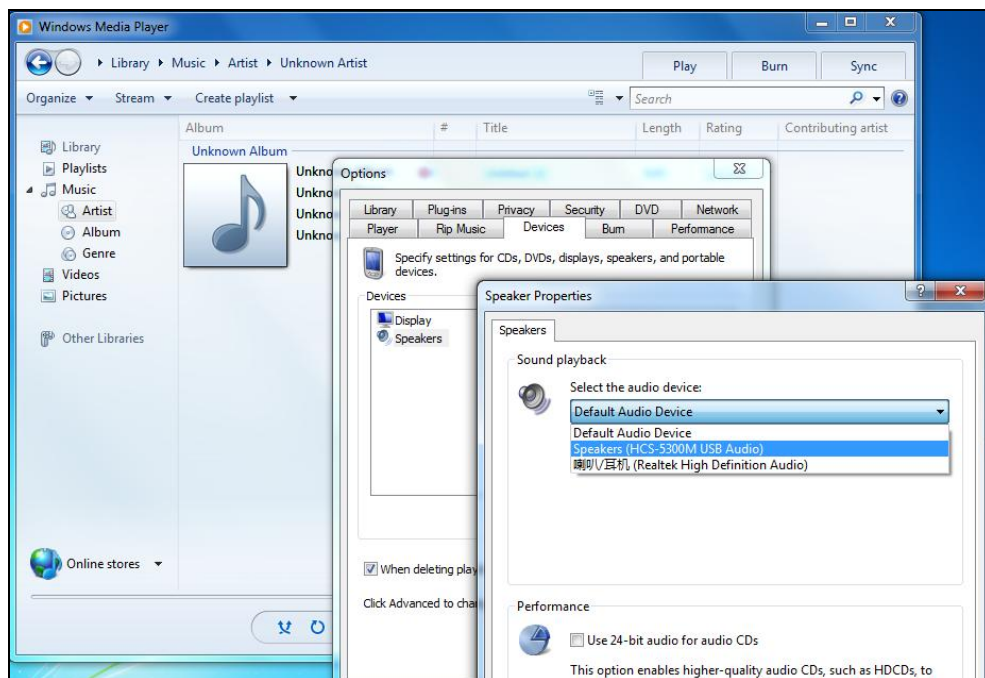 Windows Media Player
Library Music Artist Unknown Artist
Play Burn Sync
Organize Stream Create playlist Search
Album # Title Length Rating Contributing artist
Library
Playlists
Music
Artist
Album
Genre
Videos
Pictures
Other Libraries
Online stores
Unknown Album
Unkno
Unkno
Unkno
Unkno
Options
Library Plug-ins Privacy Security DVD Network
Player Rip Music Devices Burn Performance
Specify settings for CDs, DVDs, displays, speakers, and portable
devices.
Devices
Display
Speakers
When deleting play
Click Advanced to cha
Speaker Properties
Speakers
Sound playback
Select the audio device:
Default Audio Device
Default Audio Device
Speakers (HCS-5300M USB Audio)
喇叭/耳机 (Realtek High Definition Audio)
Performance
Use 24-bit audio for audio CDs
This option enables higher-quality audio CDs, such as HDCDs, to